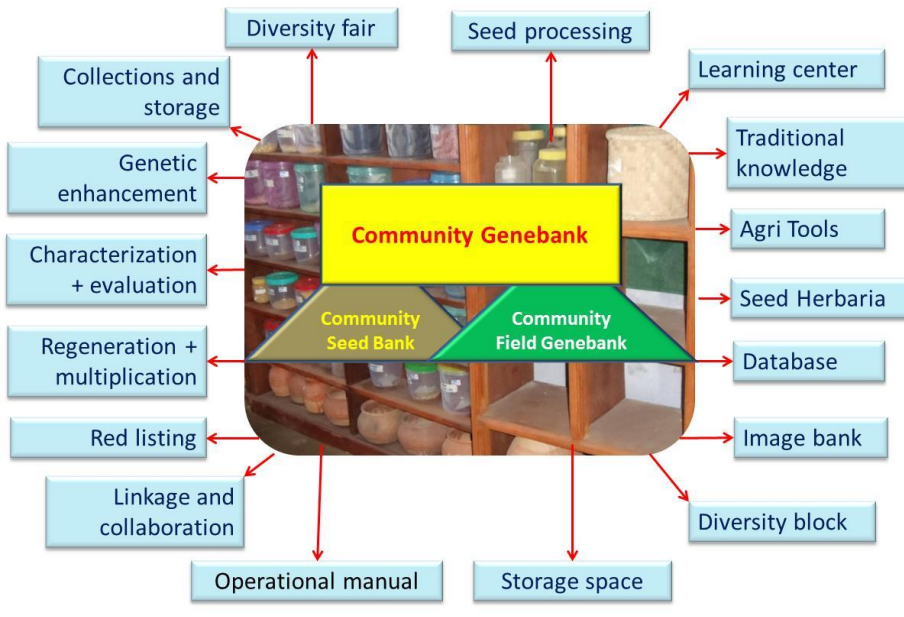 Diversity fair
Seed processing
Collections and
storage
Learning center
Genetic
enhancement
Traditional
knowledge
Community Genebank
Agri Tools
Characterization
+ evaluation
Seed Herbaria
Community
Seed Bank
Community
Field Genebank
Regeneration +
multiplication
Database
Red listing
Image bank
Linkage and
collaboration
Diversity block
Operational manual
Storage space